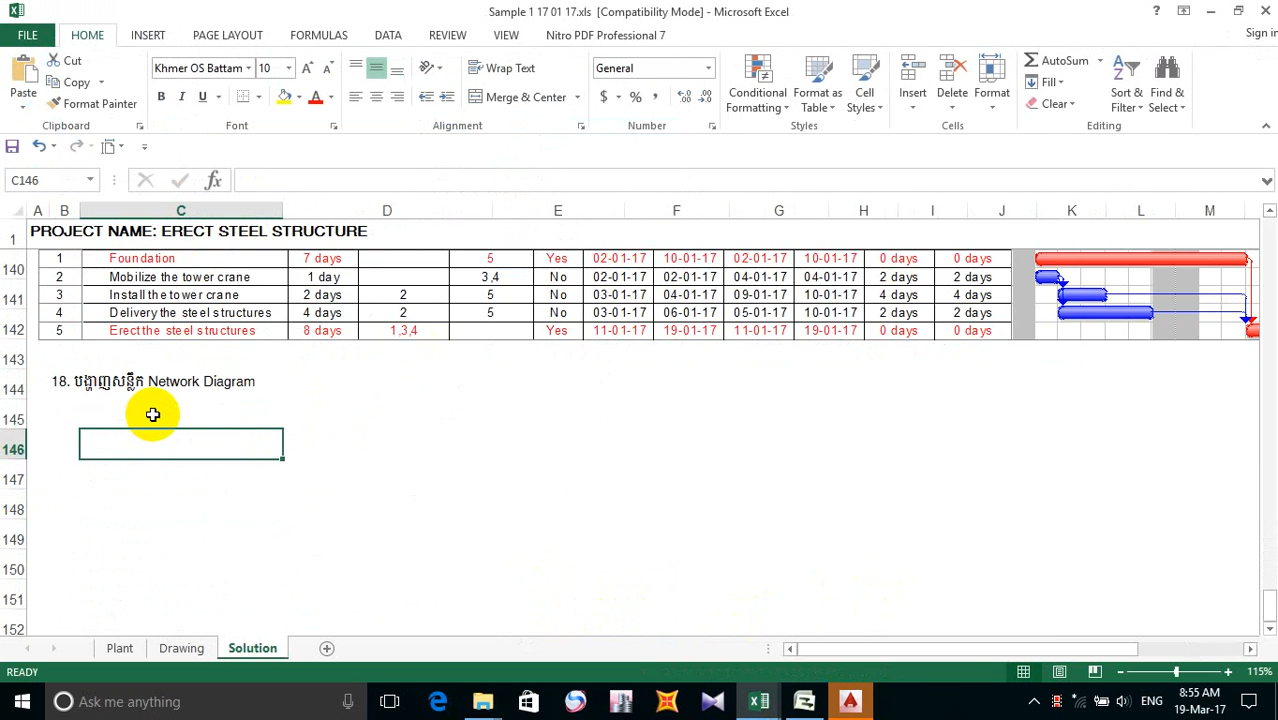 Sample 1 17 01 17.xls [Compatibility Mode] - Microsoft Excel
FILE HOME INSERT PAGE LAYOUT FORMULAS DATA REVIEW VIEW Nitro PDF Professional 7 Sign in
Paste Cut Copy Format Painter Clipboard
Khmer OS Battam 10 B I U A Font
Wrap Text Merge & Center Alignment
General $ % , Number
Conditional Formatting Format as Table Cell Styles Styles
Insert Delete Format Cells
AutoSum Fill Clear Sort & Filter Find & Select Editing
C146 fx
A B C D E F G H I J K L M
1 PROJECT NAME: ERECT STEEL STRUCTURE
1 Foundation 7 days 5 Yes 02-01-17 10-01-17 02-01-17 10-01-17 0 days 0 days
140
2 Mobilize the tower crane 1 day 3,4 No 02-01-17 02-01-17 04-01-17 04-01-17 2 days 2 days
141
3 Install the tower crane 2 days 2 5 No 03-01-17 04-01-17 09-01-17 10-01-17 4 days 4 days
4 Delivery the steel structures 4 days 2 5 No 03-01-17 06-01-17 05-01-17 10-01-17 2 days 2 days
142
5 Erect the steel structures 8 days 1,3,4 Yes 11-01-17 19-01-17 11-01-17 19-01-17 0 days 0 days
143
144 18. បង្ហាញសន្លឹក Network Diagram
145
146
147
148
149
150
151
152
Plant Drawing Solution
READY 115%
Ask me anything ENG 8:55 AM
19-Mar-17